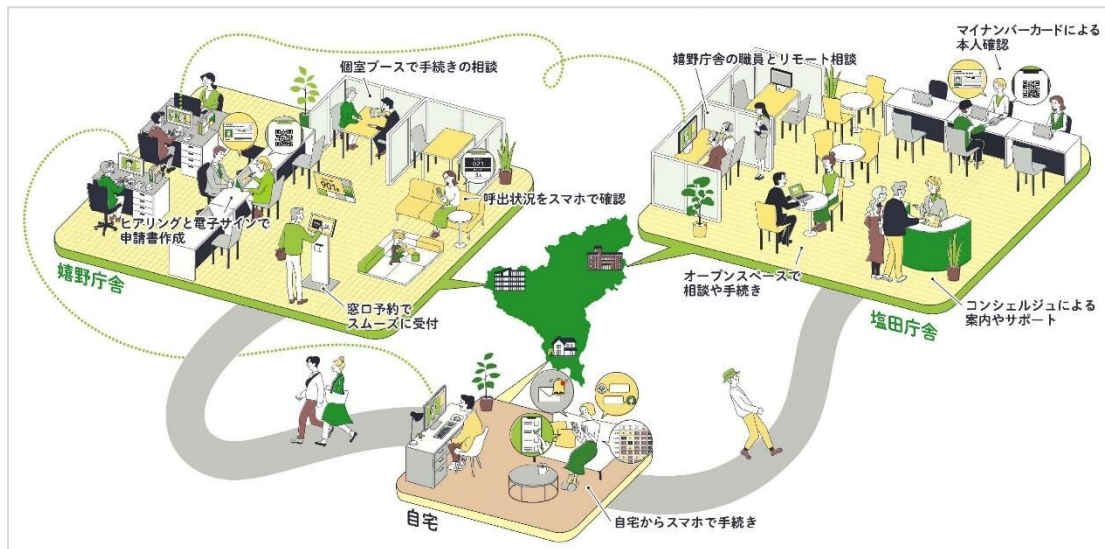 マイナンバーカードによる
本人確認
個室ブースで手続きの相談
嬉野庁舎の職員とリモート相談
021
3人
901
呼出状況をスマホで確認
ヒアリングと電子サインで
申請書作成
嬉野庁舎
窓口予約で
スムーズに受付
オープンスペースで
相談や手続き
コンシェルジュによる
案内やサポート
塩田庁舎
自宅
自宅からスマホで手続き